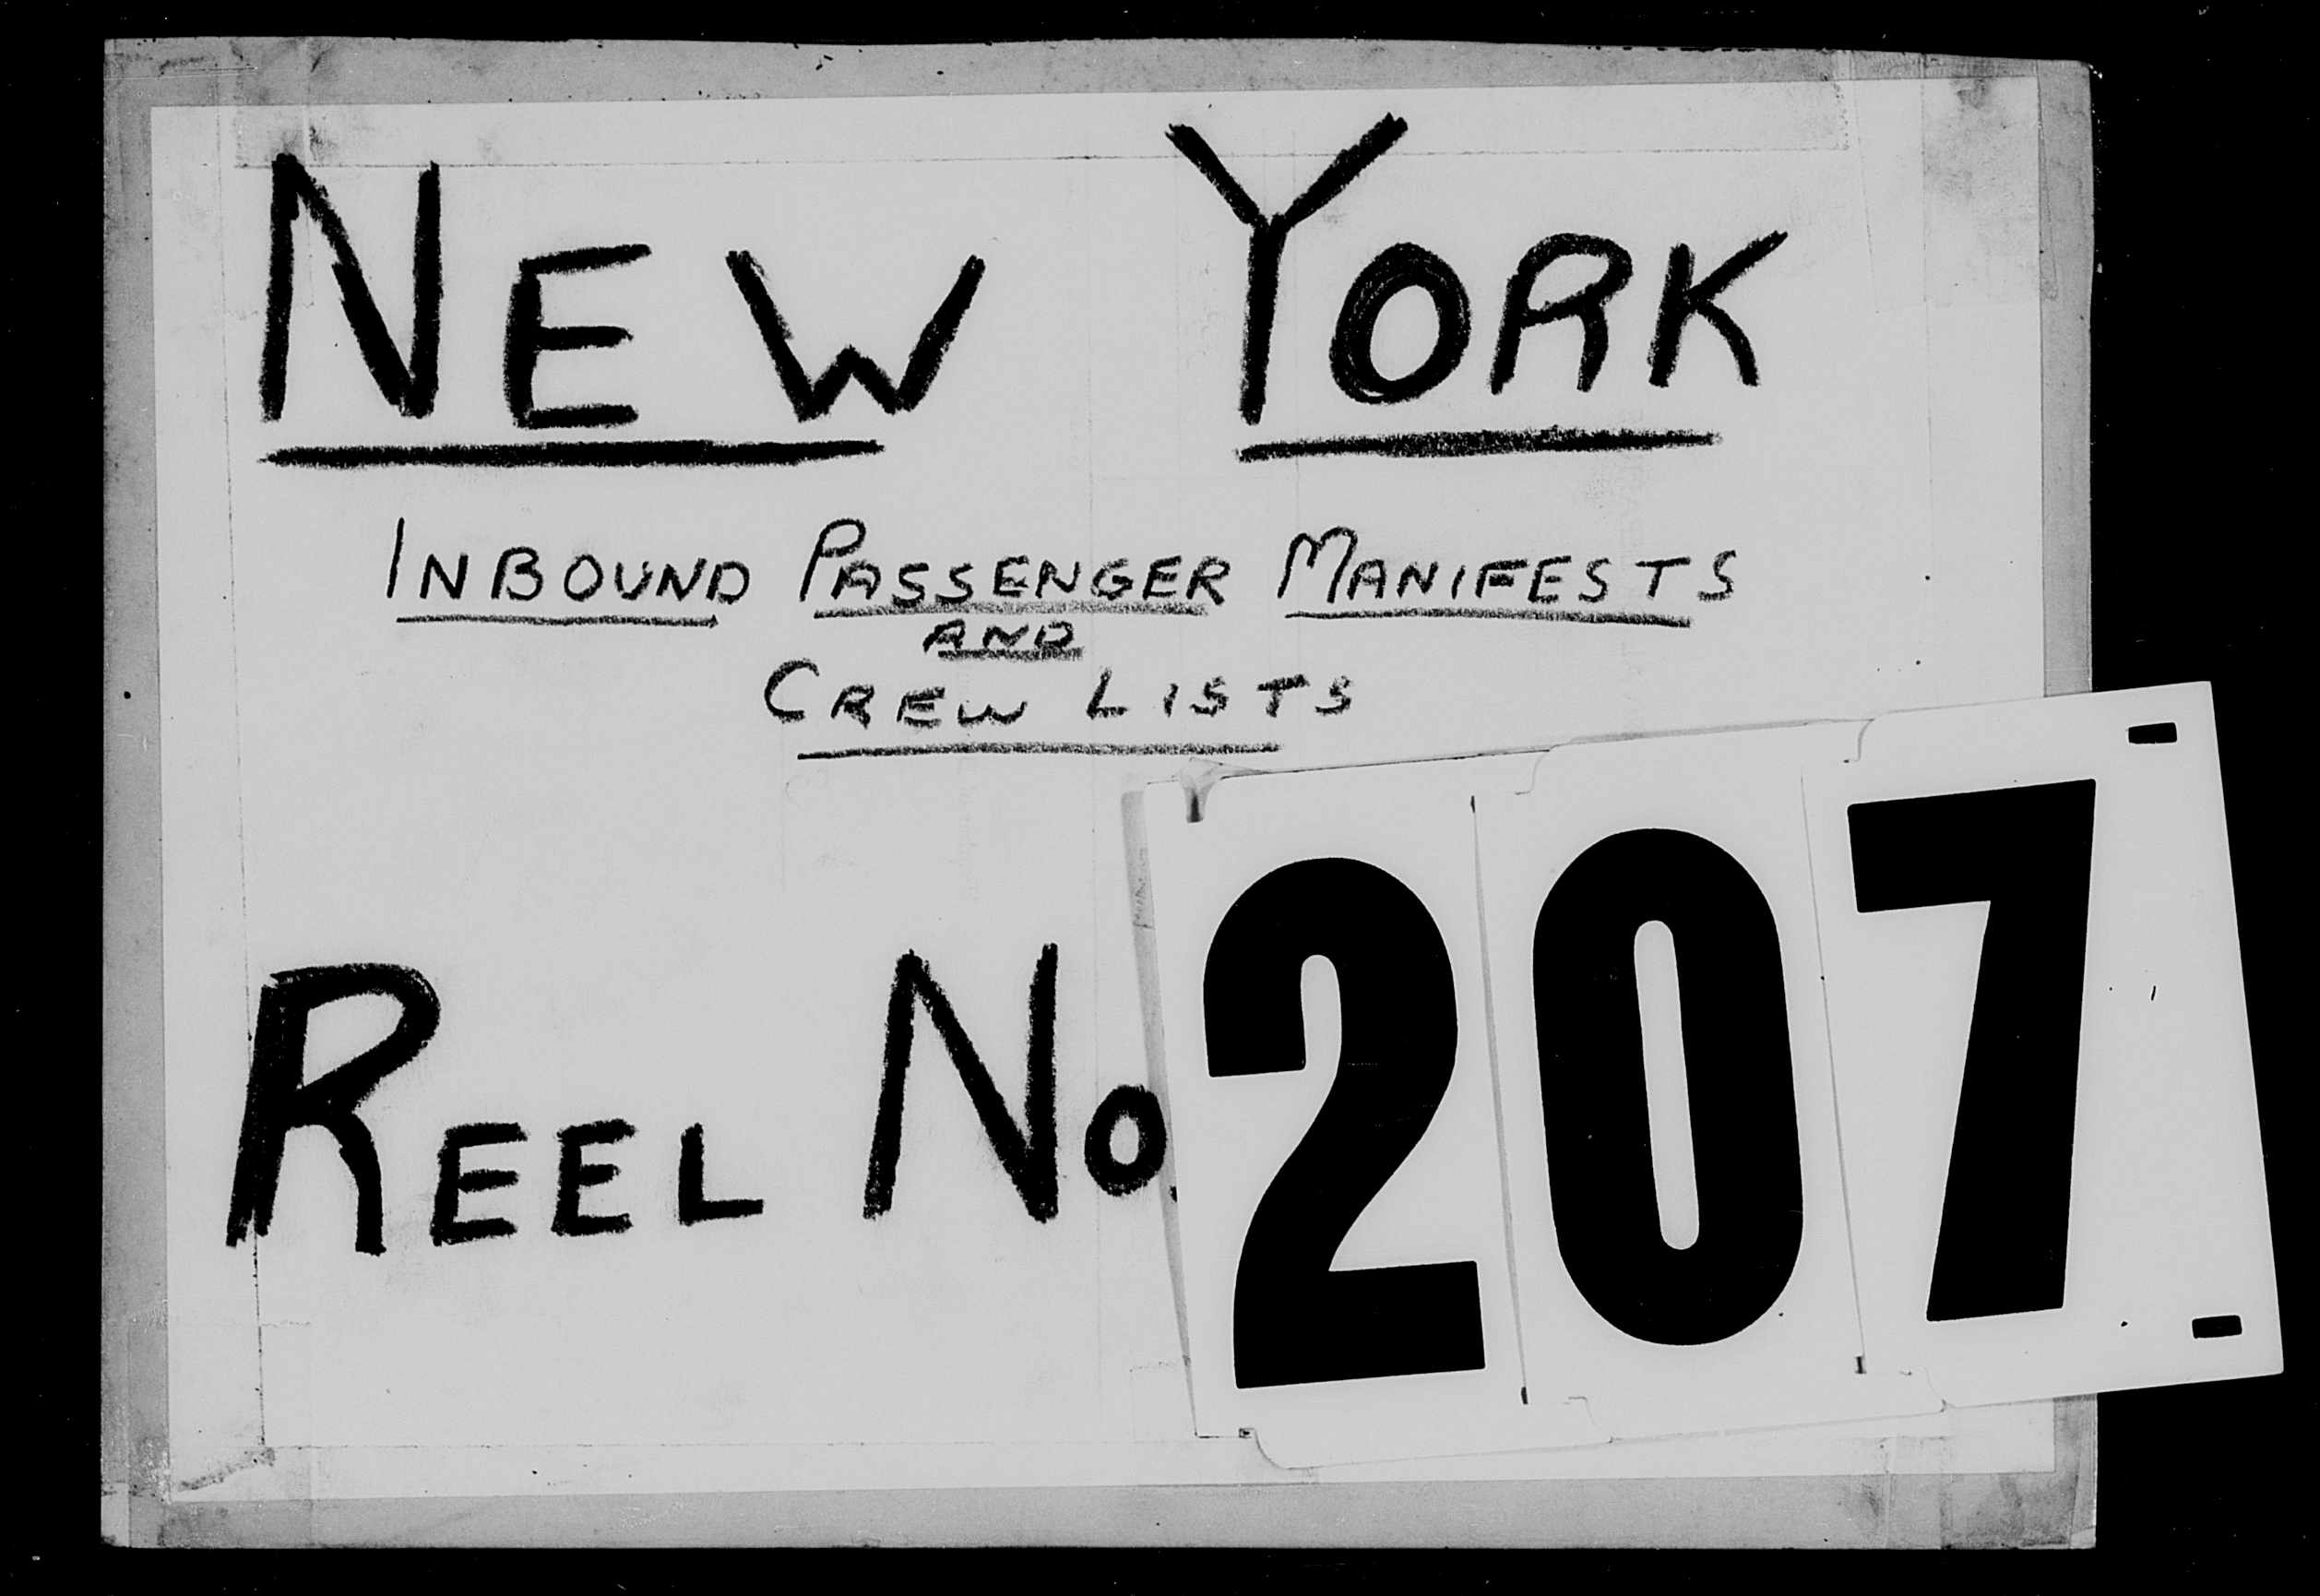 NEW YORK
INBOUND PASSENGER MANIFESTS
AND
CREW LISTS
REEL NO. 207